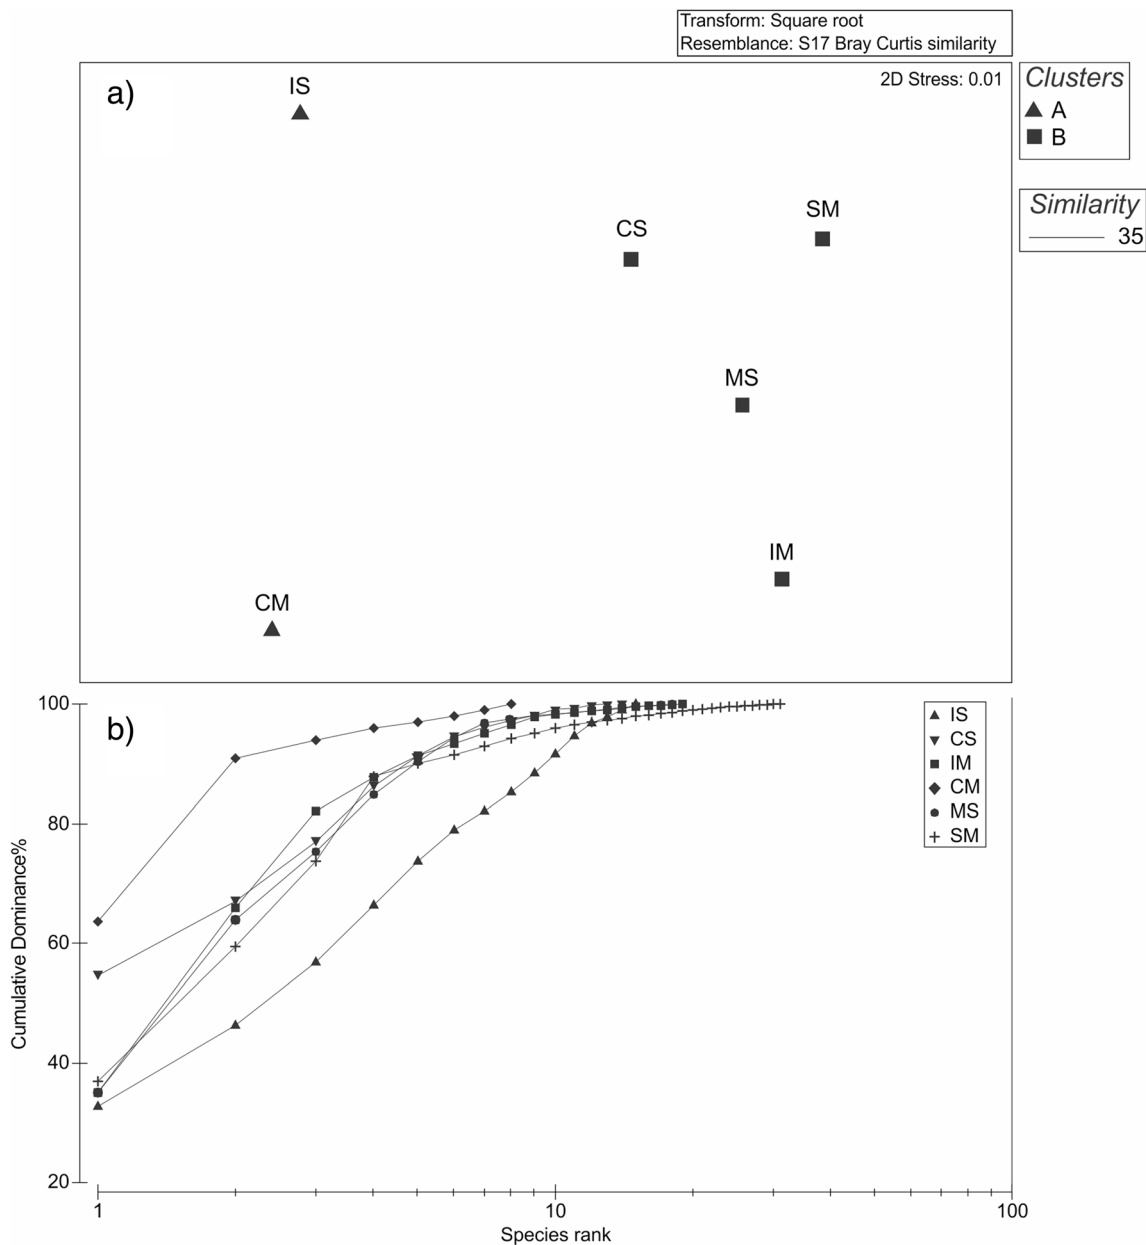 Transform: Square root
Resemblance: S17 Bray Curtis similarity
a)
2D Stress: 0.01
IS
CS
SM
MS
IM
CM
Clusters
A
B
Similarity
35
b)
100
80
60
40
20
Cumulative Dominance%
IS
CS
IM
CM
MS
SM
1
10
100
Species rank